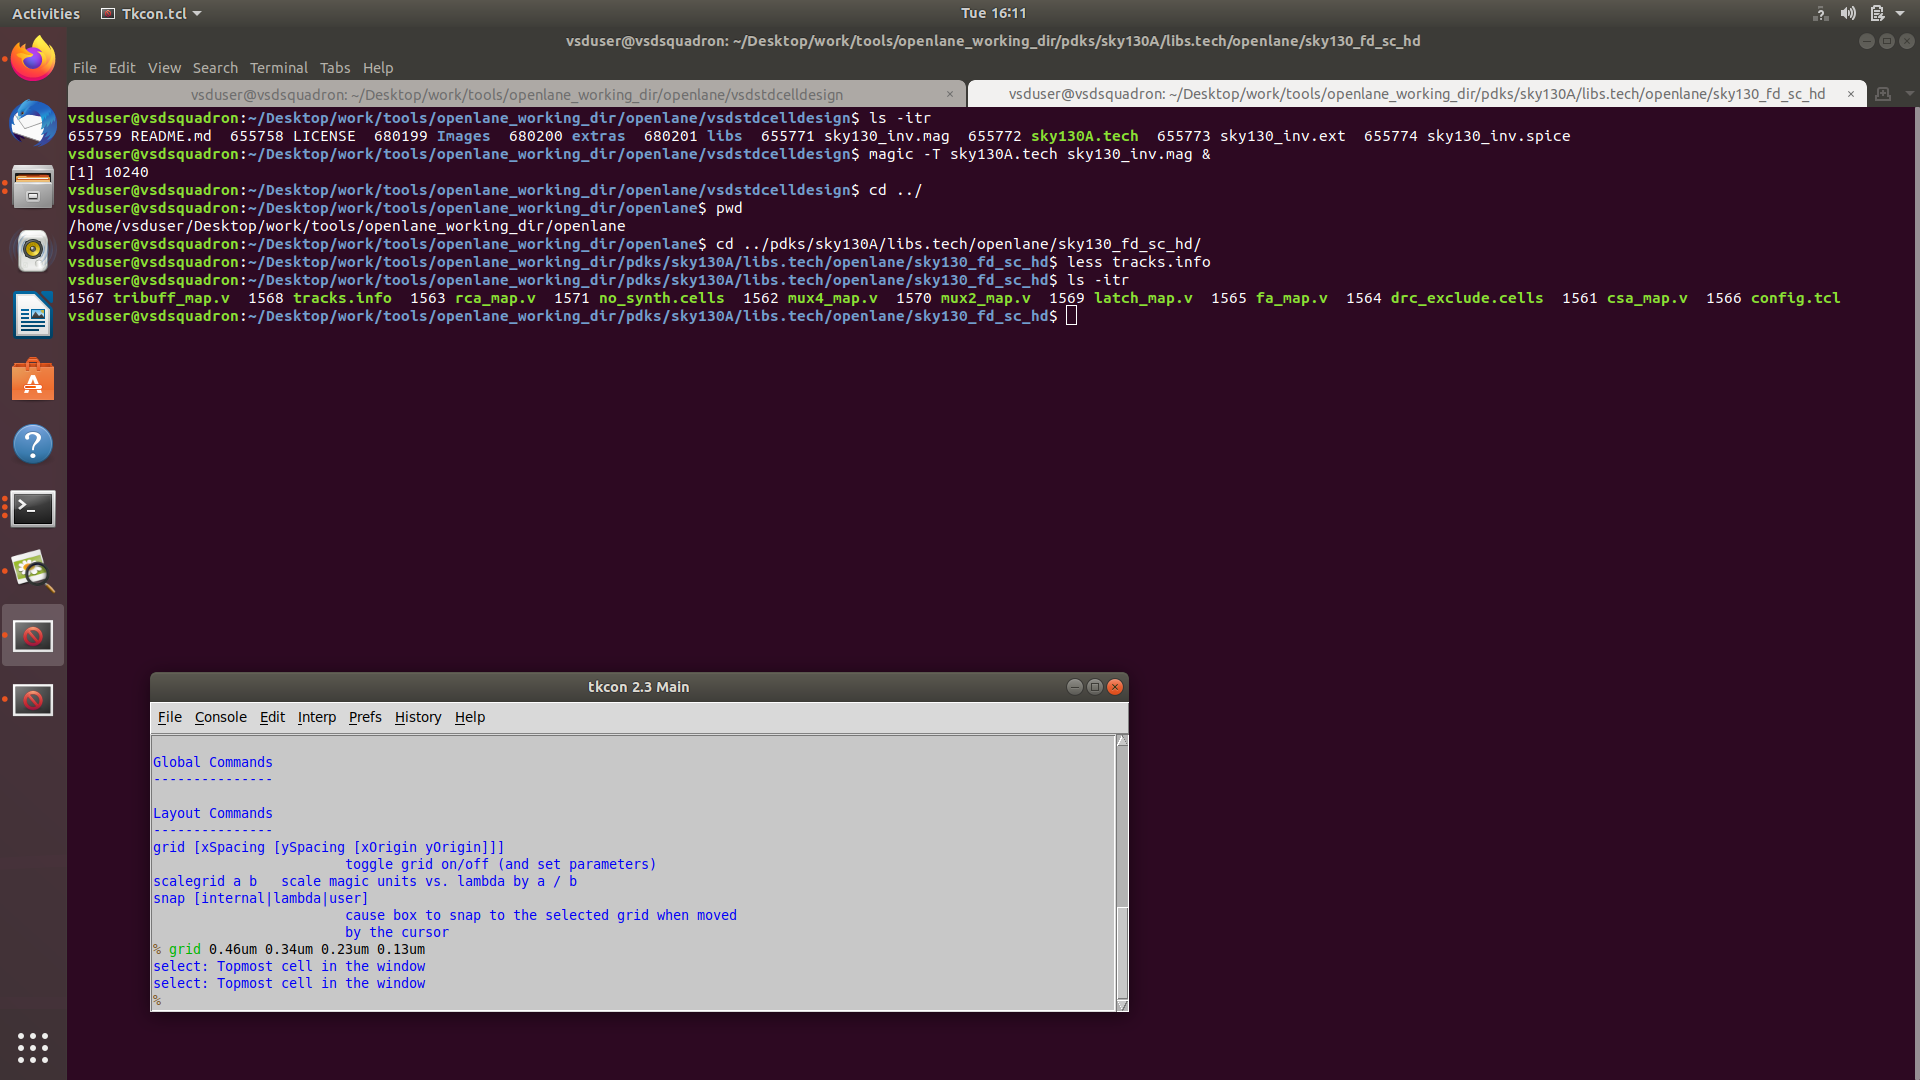 Activities Tkcon.tcl Tue 16:11
vsduser@vsdsquadron: ~/Desktop/work/tools/openlane_working_dir/pdks/sky130A/libs.tech/openlane/sky130_fd_sc_hd
File Edit View Search Terminal Tabs Help
vsduser@vsdsquadron: ~/Desktop/work/tools/openlane_working_dir/openlane/vsdstdcelldesign × vsduser@vsdsquadron: ~/Desktop/work/tools/openlane_working_dir/pdks/sky130A/libs.tech/openlane/sky130_fd_sc_hd ×
vsduser@vsdsquadron:~/Desktop/work/tools/openlane_working_dir/openlane/vsdstdcelldesign$ ls -itr
655759 README.md 655758 LICENSE 680199 Images 680200 extras 680201 libs 655771 sky130_inv.mag 655772 sky130A.tech 655773 sky130_inv.ext 655774 sky130_inv.spice
vsduser@vsdsquadron:~/Desktop/work/tools/openlane_working_dir/openlane/vsdstdcelldesign$ magic -T sky130A.tech sky130_inv.mag &
[1] 10240
vsduser@vsdsquadron:~/Desktop/work/tools/openlane_working_dir/openlane/vsdstdcelldesign$ cd ../
vsduser@vsdsquadron:~/Desktop/work/tools/openlane_working_dir/openlane$ pwd
/home/vsduser/Desktop/work/tools/openlane_working_dir/openlane
vsduser@vsdsquadron:~/Desktop/work/tools/openlane_working_dir/openlane$ cd ../pdks/sky130A/libs.tech/openlane/sky130_fd_sc_hd/
vsduser@vsdsquadron:~/Desktop/work/tools/openlane_working_dir/pdks/sky130A/libs.tech/openlane/sky130_fd_sc_hd$ less tracks.info
vsduser@vsdsquadron:~/Desktop/work/tools/openlane_working_dir/pdks/sky130A/libs.tech/openlane/sky130_fd_sc_hd$ ls -itr
1567 tribuff_map.v 1568 tracks.info 1563 rca_map.v 1571 no_synth.cells 1562 mux4_map.v 1570 mux2_map.v 1569 latch_map.v 1565 fa_map.v 1564 drc_exclude.cells 1561 csa_map.v 1566 config.tcl
vsduser@vsdsquadron:~/Desktop/work/tools/openlane_working_dir/pdks/sky130A/libs.tech/openlane/sky130_fd_sc_hd$
tkcon 2.3 Main
File Console Edit Interp Prefs History Help
Global Commands
---------------
Layout Commands
---------------
grid [xSpacing [ySpacing [xOrigin yOrigin]]]
toggle grid on/off (and set parameters)
scalegrid a b scale magic units vs. lambda by a / b
snap [internal|lambda|user]
cause box to snap to the selected grid when moved
by the cursor
% grid 0.46um 0.34um 0.23um 0.13um
select: Topmost cell in the window
select: Topmost cell in the window
%